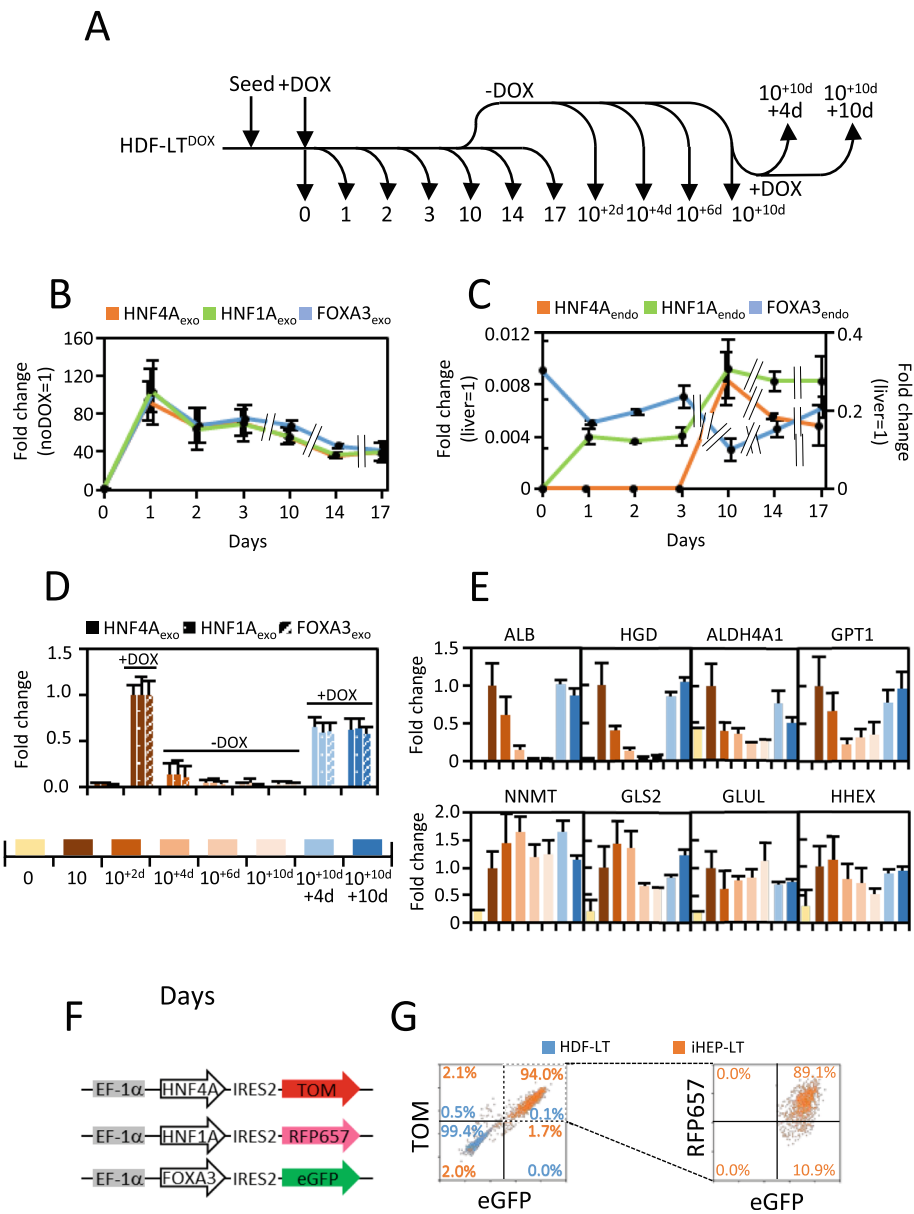 A
Seed +DOX
-DOX
10+10d +4d
10+10d +10d
HDF-LTDOX
+DOX
0 1 2 3 10 14 17 10+2d 10+4d 10+6d 10+10d
B
HNF4Aexo HNF1Aexo FOXA3exo
Fold change (noDOX=1)
160
120
80
40
0
0 1 2 3 10 14 17
Days
C
HNF4Aendo HNF1Aendo FOXA3endo
Fold change (liver=1)
0.012
0.008
0.004
0
0.4
0.2
0
Fold change (liver=1)
0 1 2 3 10 14 17
Days
D
HNF4Aexo HNF1Aexo FOXA3exo
Fold change
1.5
1.0
0.5
0.0
+DOX
-DOX
+DOX
0 10 10+2d 10+4d 10+6d 10+10d 10+10d +4d 10+10d +10d
Days
E
ALB HGD ALDH4A1 GPT1
Fold change
1.5
1.0
0.5
0
NNMT GLS2 GLUL HHEX
Fold change
2.0
1.5
1.0
0.5
0
F
EF-1α HNF4A IRES2 TOM
EF-1α HNF1A IRES2 RFP657
EF-1α FOXA3 IRES2 eGFP
G
HDF-LT iHEP-LT
TOM
2.1% 94.0%
0.5% 0.1%
99.4% 1.7%
2.0% 0.0%
eGFP
RFP657
0.0% 89.1%
0.0% 10.9%
eGFP